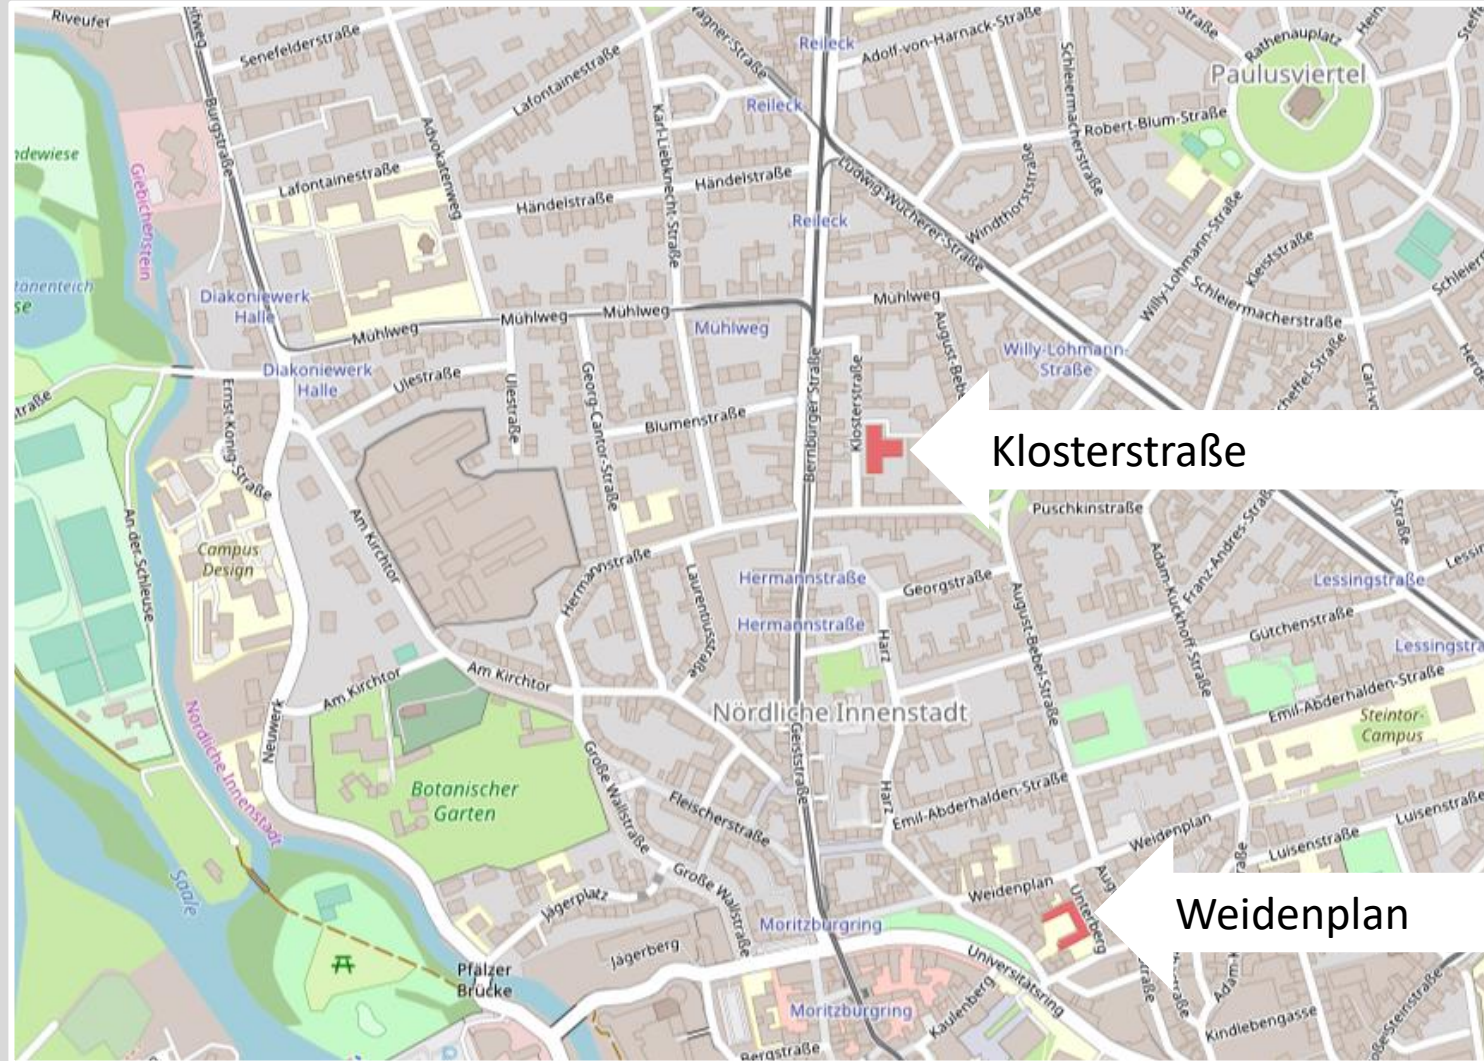 Riveufer
Senefelderstraße
Burgstraße
Lafontainestraße
Advokatenweg
Karl-Liebknecht-Straße
Reileck
Adolf-von-Harnack-Straße
Schleiermacherstraße
Rathenauplatz
Paulusviertel
Reileck
Robert-Blum-Straße
Giebichenstein
Lafontainestraße
Händelstraße
Händelstraße
Reileck
Ludwig-Wucherer-Straße
Windthorststraße
Willy-Lohmann-Straße
Kleiststraße
Schleiermacherstraße
Diakoniewerk
Halle
Mühlweg
Mühlweg
Mühlweg
Mühlweg
Mühlweg
Willy-Lohmann-
Straße
Diakoniewerk
Halle
Ulestraße
Ulestraße
Georg-Cantor-Straße
Blumenstraße
Bernburger Straße
Klosterstraße
Klosterstraße
Ernst-König-Straße
An der Schleuse
Campus
Design
Am Kirchtor
Puschkinstraße
Hermannstraße
Laurentiusstraße
Hermannstraße
Hermannstraße
Georgstraße
Harz
August-Bebel-Straße
Adam-Kuckhoff-Straße
Franz-Andres-Straß
Lessingstraße
Gütchenstraße
Lessingstra
Am Kirchtor
Am Kirchtor
Neuwerk
Nördliche Innenstadt
Nördliche Innenstadt
Geiststraße
Emil-Abderhalden-Straße
Steintor-
Campus
Botanischer
Garten
Große Wallstraße
Fleischerstraße
Harz
Emil-Abderhalden-Straße
Weidenplan
Luisenstraße
Luisenstraße
Saale
Jägerplatz
Große Wallstraße
Weidenplan
Unterberg
Weidenplan
Moritzburgring
Jägerberg
Universitätsring
Pfälzer
Brücke
Moritzburgring
Kaulenberg
Kindlebengasse
Bergstraße